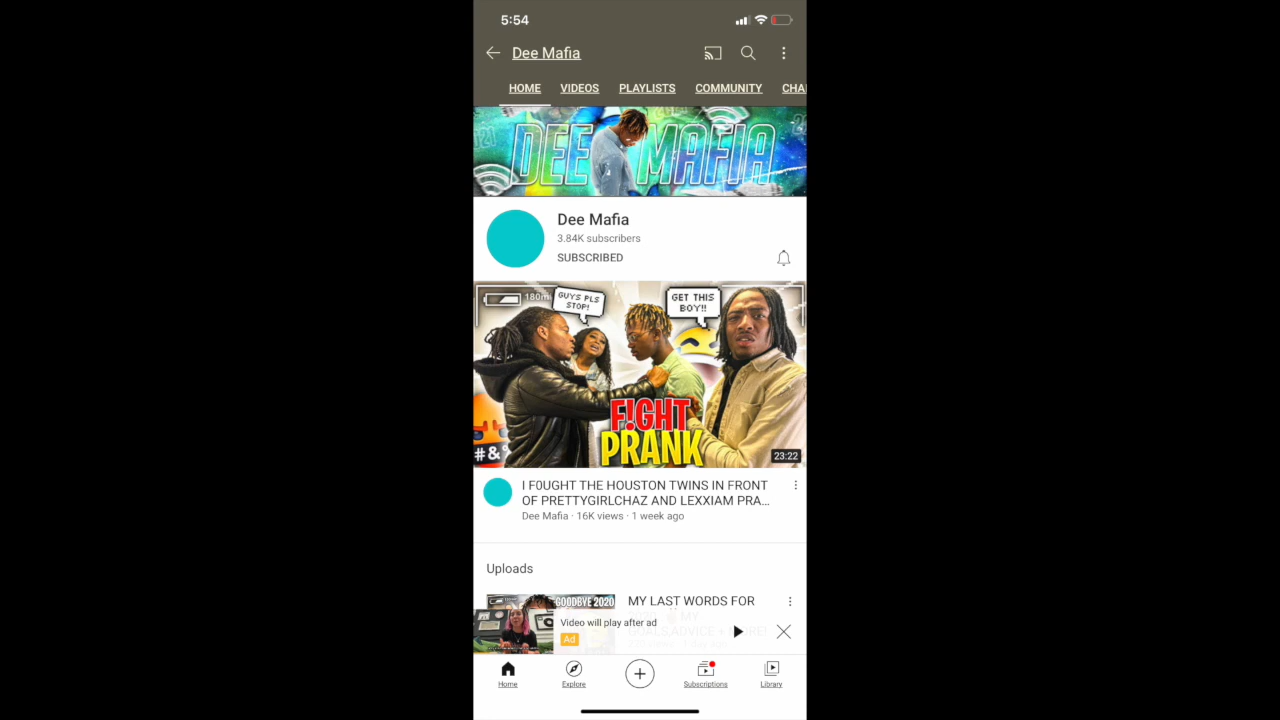 5:54
Dee Mafia
HOME VIDEOS PLAYLISTS COMMUNITY CHA
DEE MAFIA
Dee Mafia
3.84K subscribers
SUBSCRIBED
180m
GUYS PLS
STOP!
GET THIS
BOY!!
F!GHT
PRANK
#&%
23:22
I F0UGHT THE HOUSTON TWINS IN FRONT
OF PRETTYGIRLCHAZ AND LEXXIAM PRA...
Dee Mafia · 16K views · 1 week ago
Uploads
GOODBYE 2020
MY LAST WORDS FOR
Video will play after ad
Ad
Home Explore Subscriptions Library